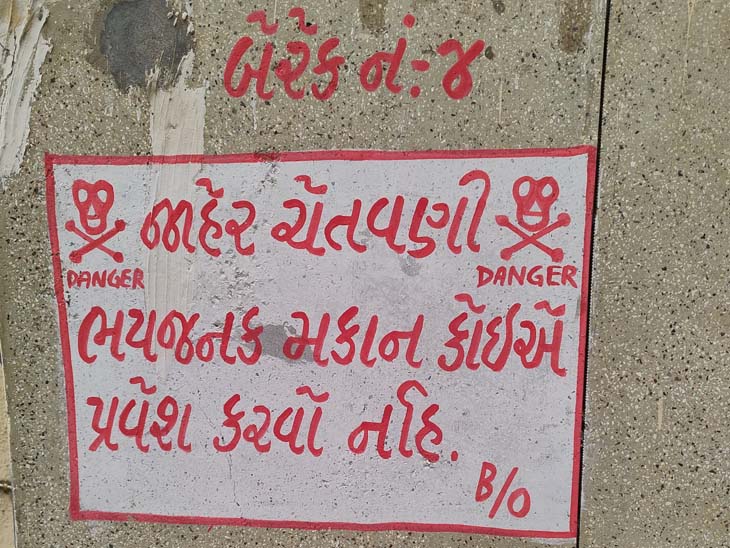 બેરેક નં:-૪
જાહેર ચેતવણી
DANGER DANGER
ભયજનક મકાન કોઇએ
પ્રવેશ કરવો નહિ.
B/O